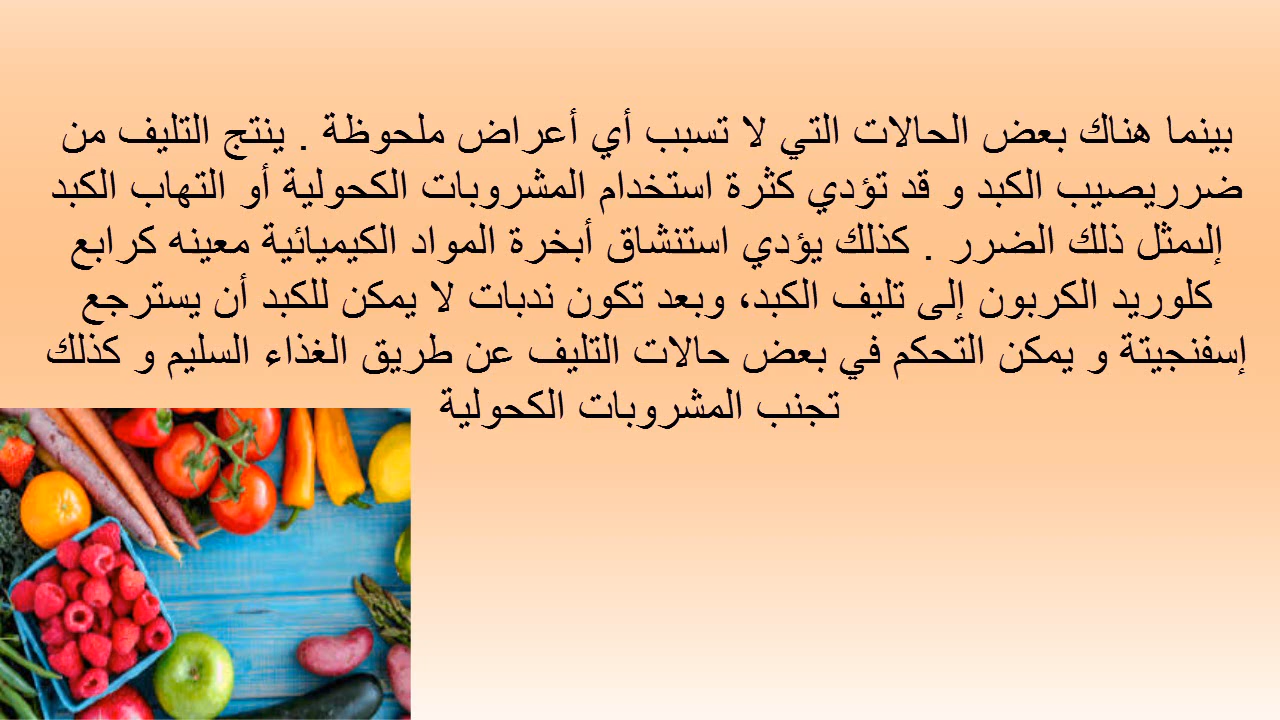 بينما هناك بعض الحالات التي لا تسبب أي أعراض ملحوظة . ينتج التليف من
ضرريصيب الكبد و قد تؤدي كثرة استخدام المشروبات الكحولية أو التهاب الكبد
إلىمثل ذلك الضرر . كذلك يؤدي استنشاق أبخرة المواد الكيميائية معينه كرابع
كلوريد الكربون إلى تليف الكبد، وبعد تكون ندبات لا يمكن للكبد أن يسترجع
إسفنجيتة و يمكن التحكم في بعض حالات التليف عن طريق الغذاء السليم و كذلك
تجنب المشروبات الكحولية